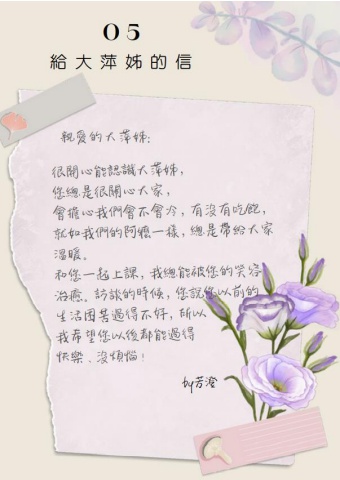 05
給大萍姊的信
親愛的大萍姊:
很開心能認識大萍姊,
您總是很關心大家,
會擔心我們會不會冷,有沒有吃飽,
就如我們的阿嬤一樣,總是帶給大家
溫暖。
和您一起上課,我總能被您的笑容
治癒。訪談的時候,您說您以前的
生活困苦過得不好,所以
我希望您以後都能過得
快樂、沒煩惱!
by芳澄